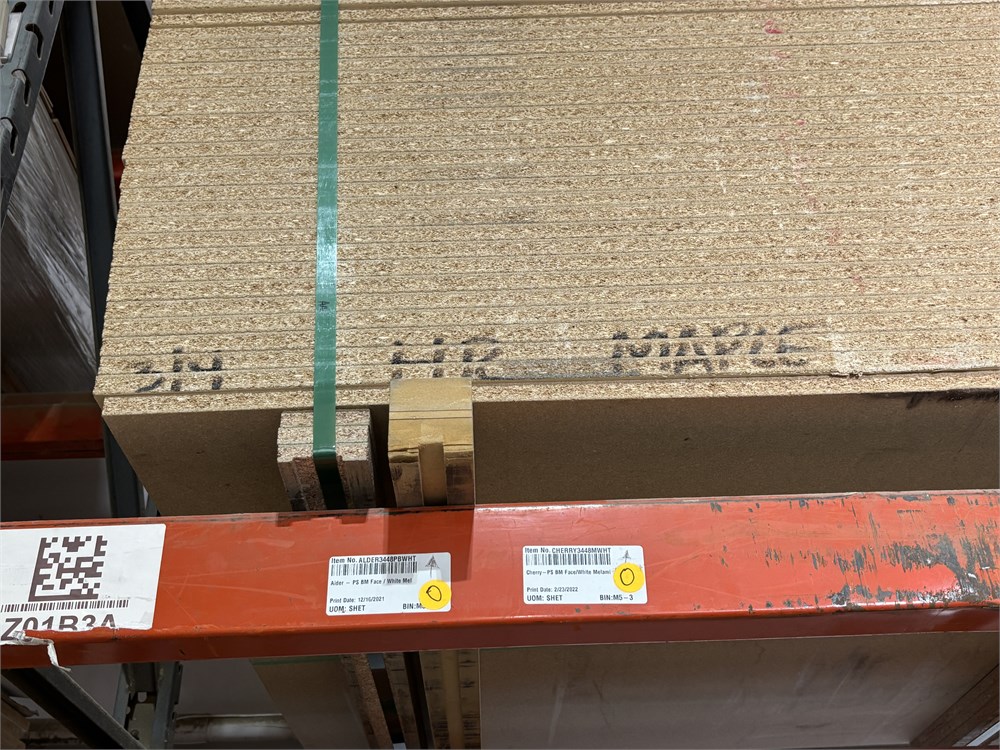 3/4 HR MAPLE
Item No. ALDER3448PBWHT
Alder - PS BM Face / White Mel
Print Date: 12/16/2021
UOM: SHET BIN:M
O
Item No. CHERRY3448MWHT
Cherry-PS BM Face/White Melami
Print Date: 2/23/2022
UOM: SHET BIN:M5-3
O
Z01B3A